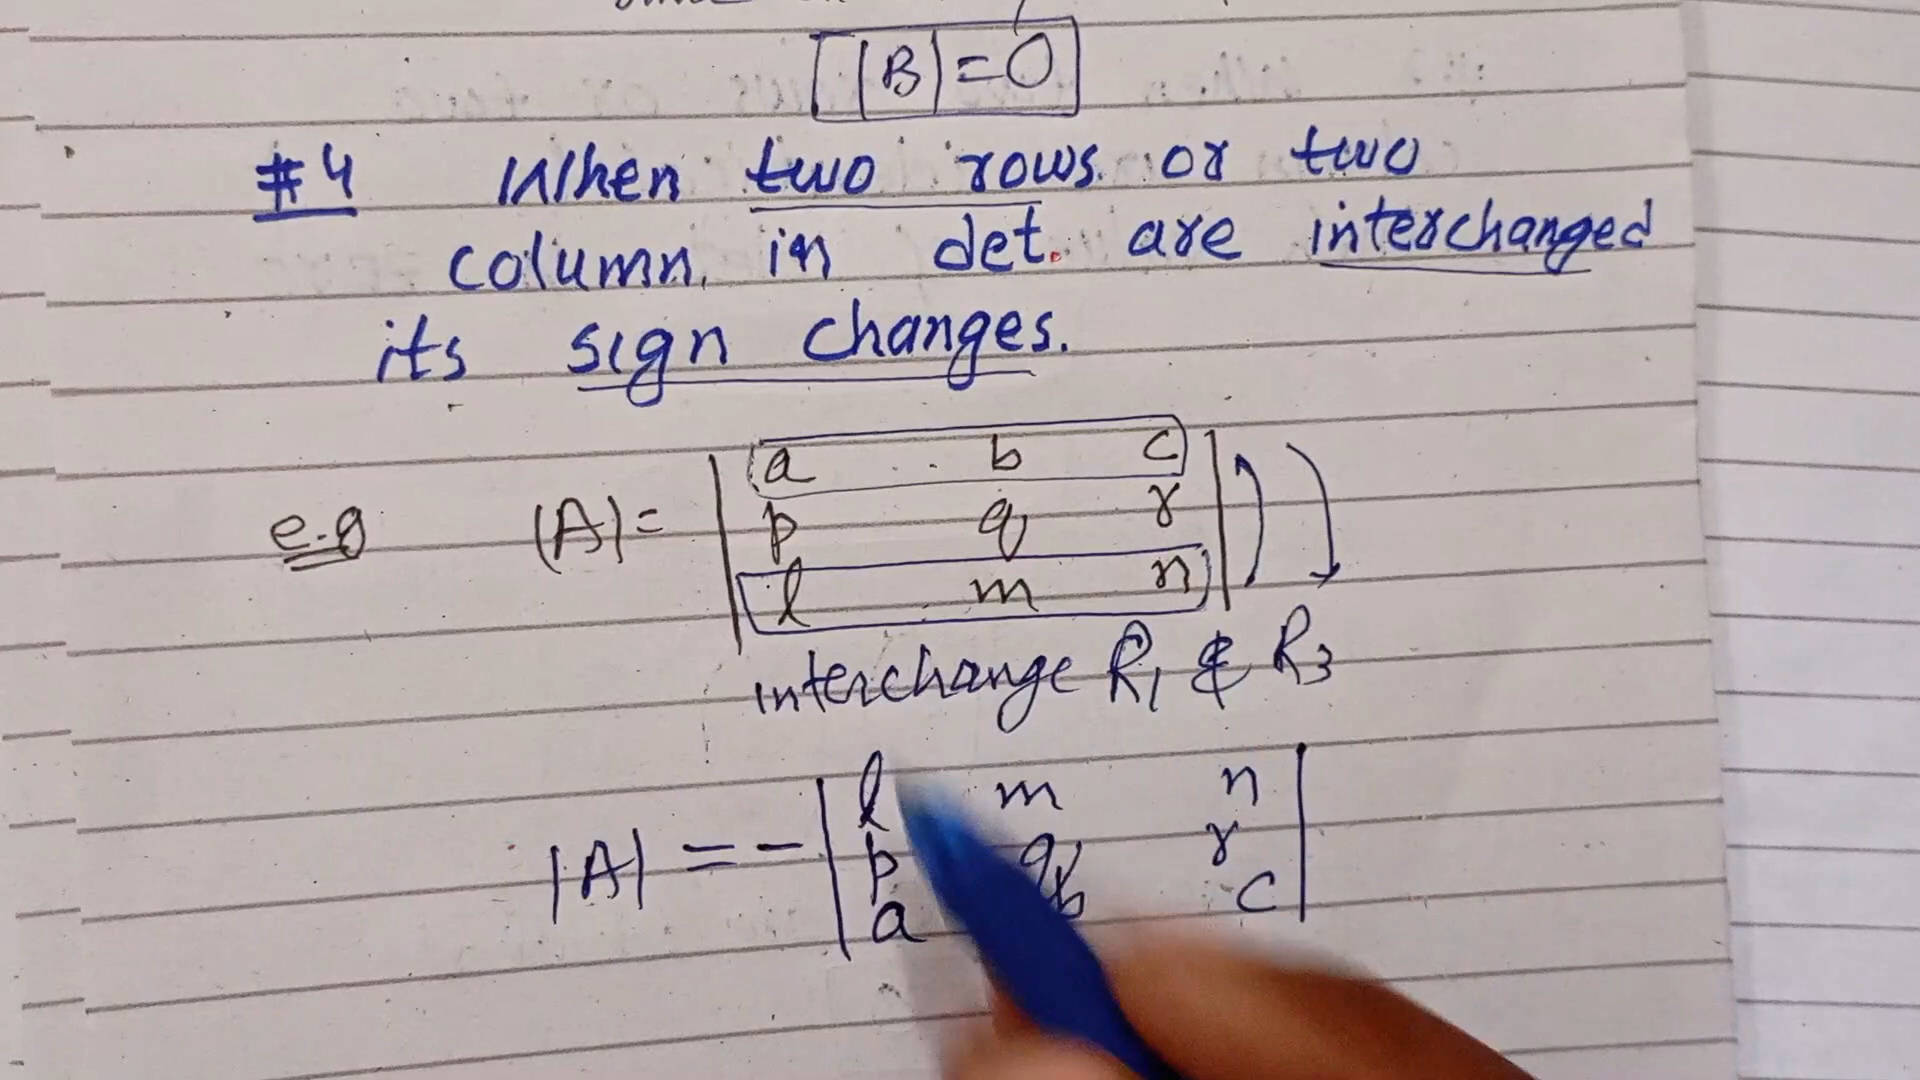 |B| = 0
#4 When two rows or two
column in det. are interchanged
its sign changes.
a b c
e.g |A| = p q r
l m n
interchange R1 & R3
l m n
|A| = - p q r
a b c